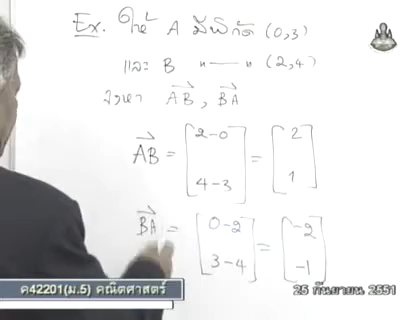 Ex. ให้ A มีพิกัด (0,3)
และ B "——" (2,4)
จงหา AB , BA
AB = [2-0 4-3] = [2 1]
BA = [0-2 3-4] = [-2 -1]
ค42201(ม.5) คณิตศาสตร์
25 กันยายน 2551